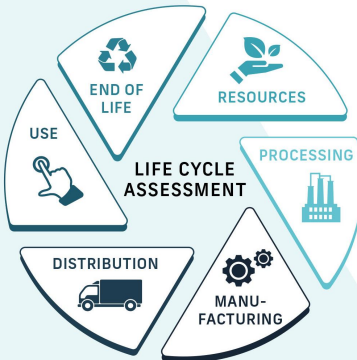 END OF
LIFE
RESOURCES
USE
LIFE CYCLE
ASSESSMENT
PROCESSING
DISTRIBUTION
MANU-
FACTURING